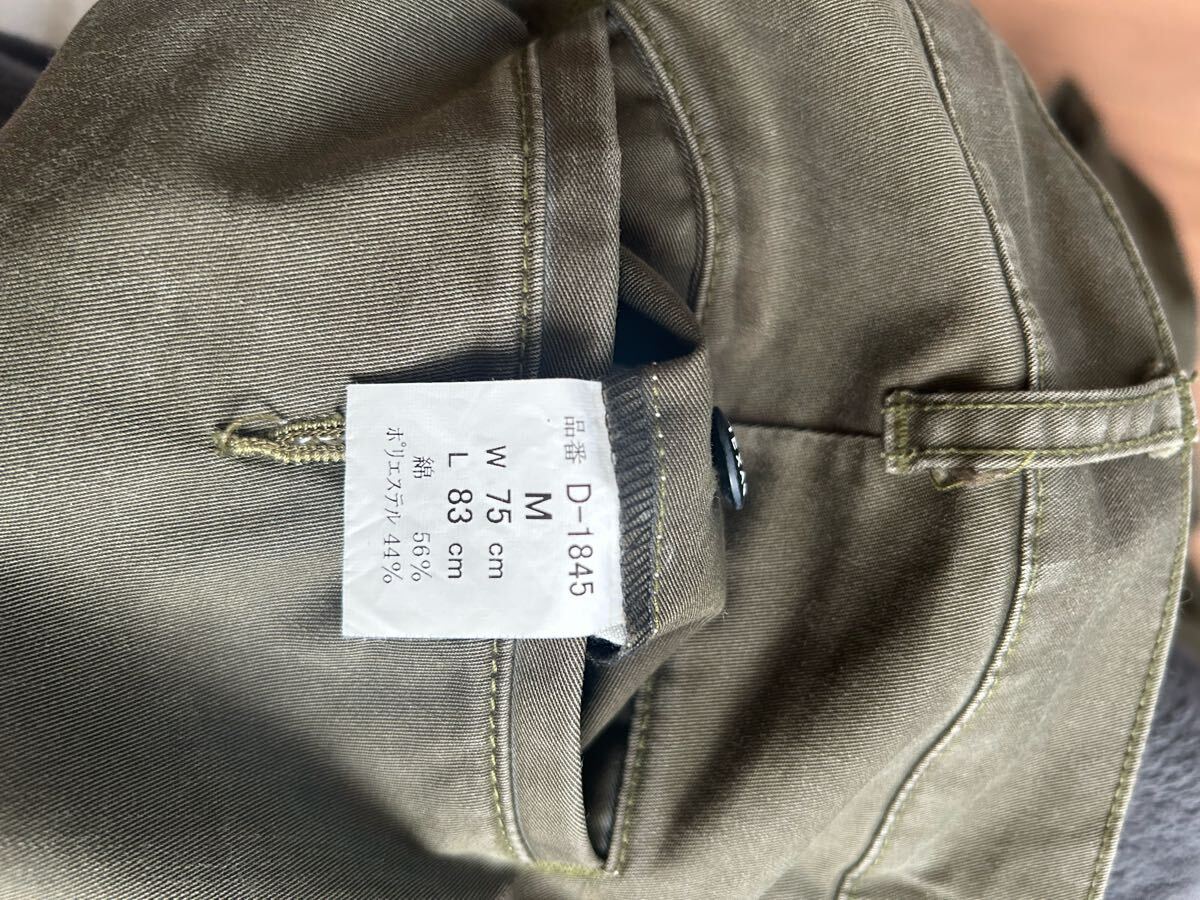 品番 D-1845
M
W 75 cm
L 83 cm
綿 56%
ポリエステル 44%